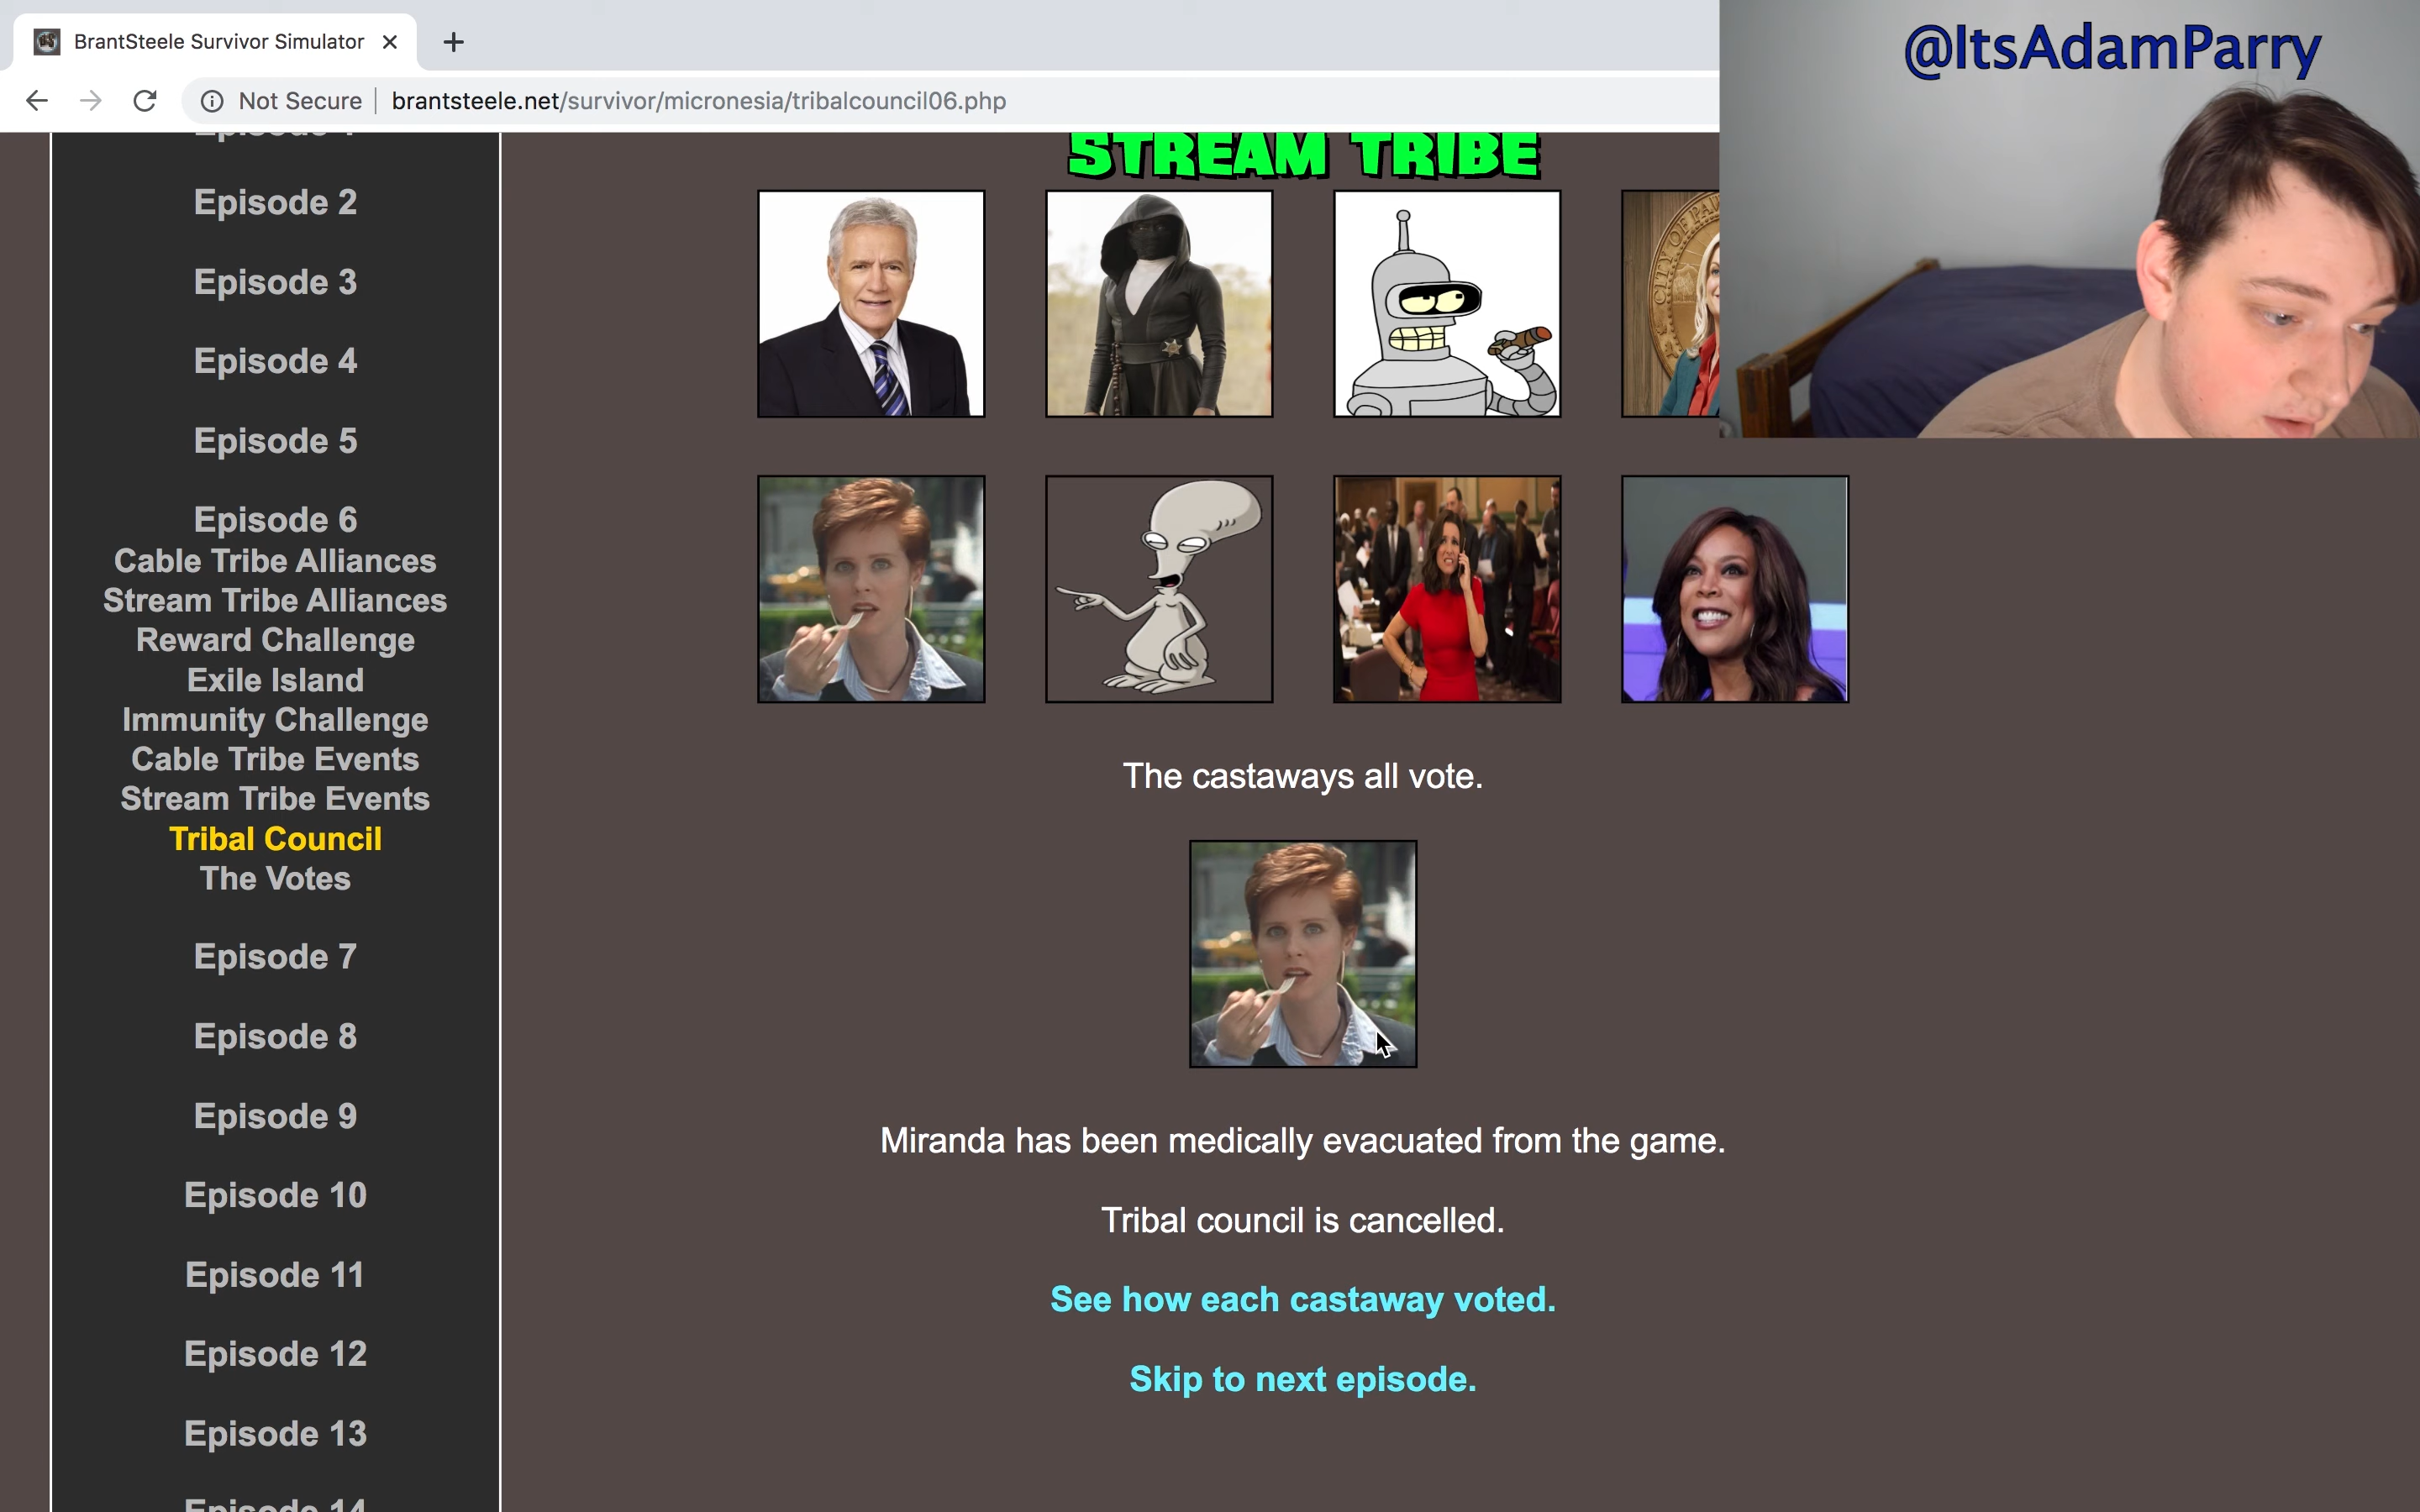 BrantSteele Survivor Simulator
@ItsAdamParry
Not Secure
brantsteele.net/survivor/micronesia/tribalcouncil06.php
STREAM TRIBE
Episode 2
Episode 3
Episode 4
Episode 5
Episode 6
Cable Tribe Alliances
Stream Tribe Alliances
Reward Challenge
Exile Island
Immunity Challenge
Cable Tribe Events
Stream Tribe Events
Tribal Council
The Votes
Episode 7
Episode 8
Episode 9
Episode 10
Episode 11
Episode 12
Episode 13
Episode 14
CITY OF
The castaways all vote.
Miranda has been medically evacuated from the game.
Tribal council is cancelled.
See how each castaway voted.
Skip to next episode.